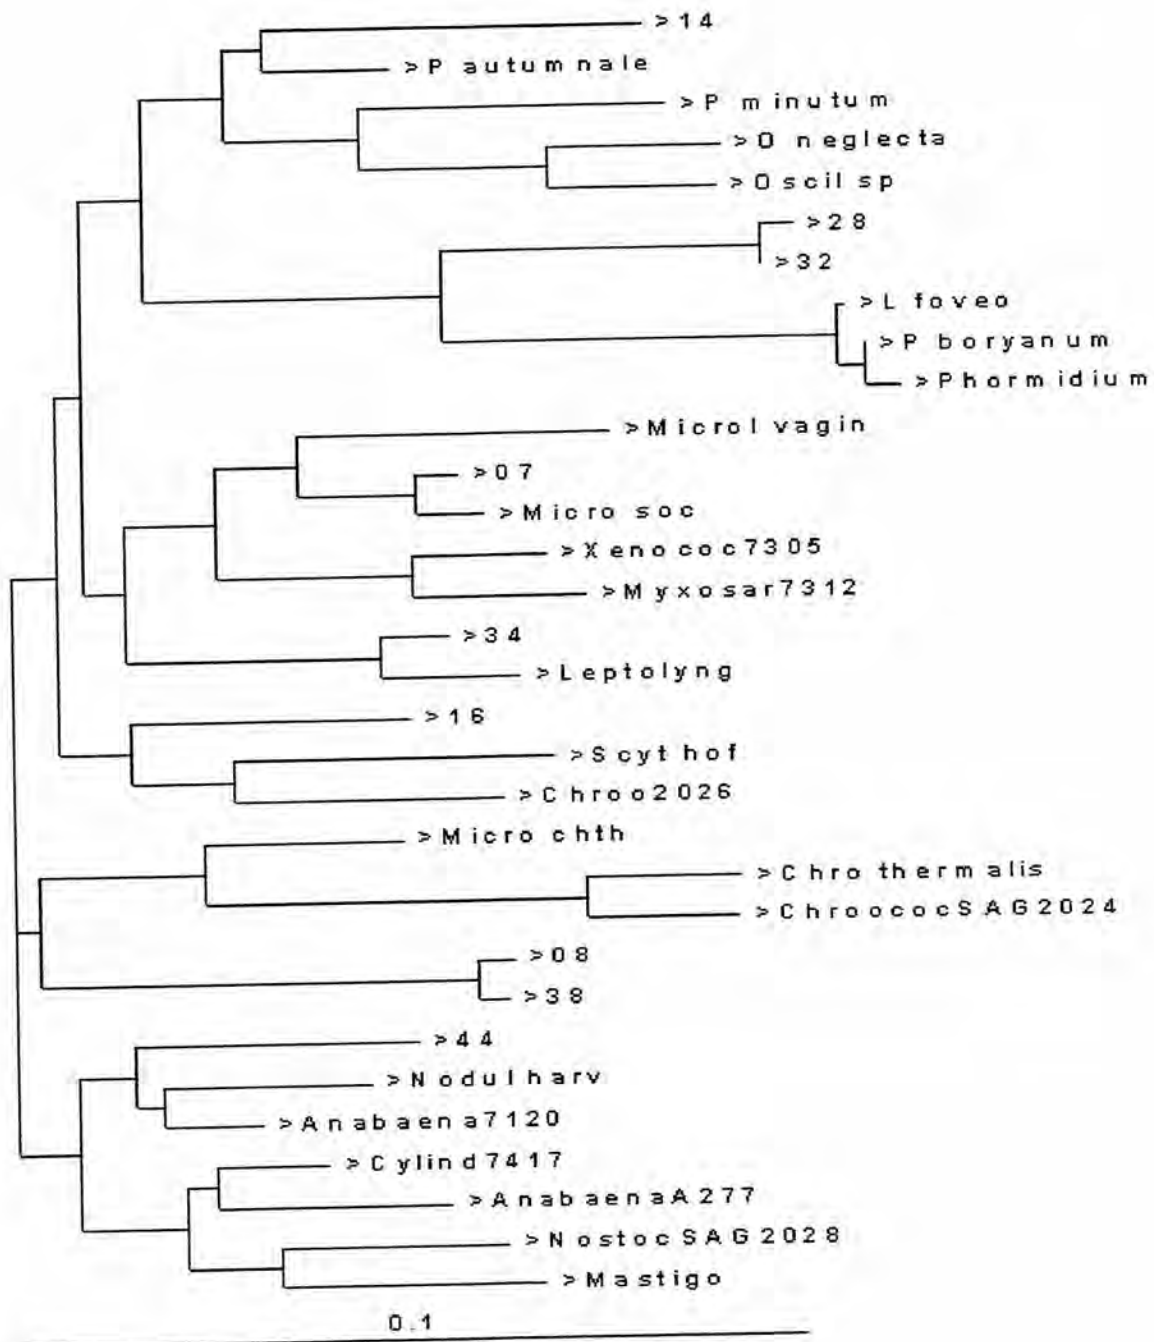 >14
>P autumnale
>P minutum
>O neglecta
>Oscil sp
>28
>32
>L foveo
>P boryanum
>Phormidium
>Microl vagin
>07
>Micro soc
>Xenococ7305
>Myxosar7312
>34
>Leptolyng
>16
>Scyt hof
>Chroo2026
>Micro chth
>Chro thermalis
>ChroococSAG2024
>08
>38
>44
>Nodulharv
>Anabaena7120
>Cylind7417
>AnabaenaA277
>NostocSAG2028
>Mastigo
0.1